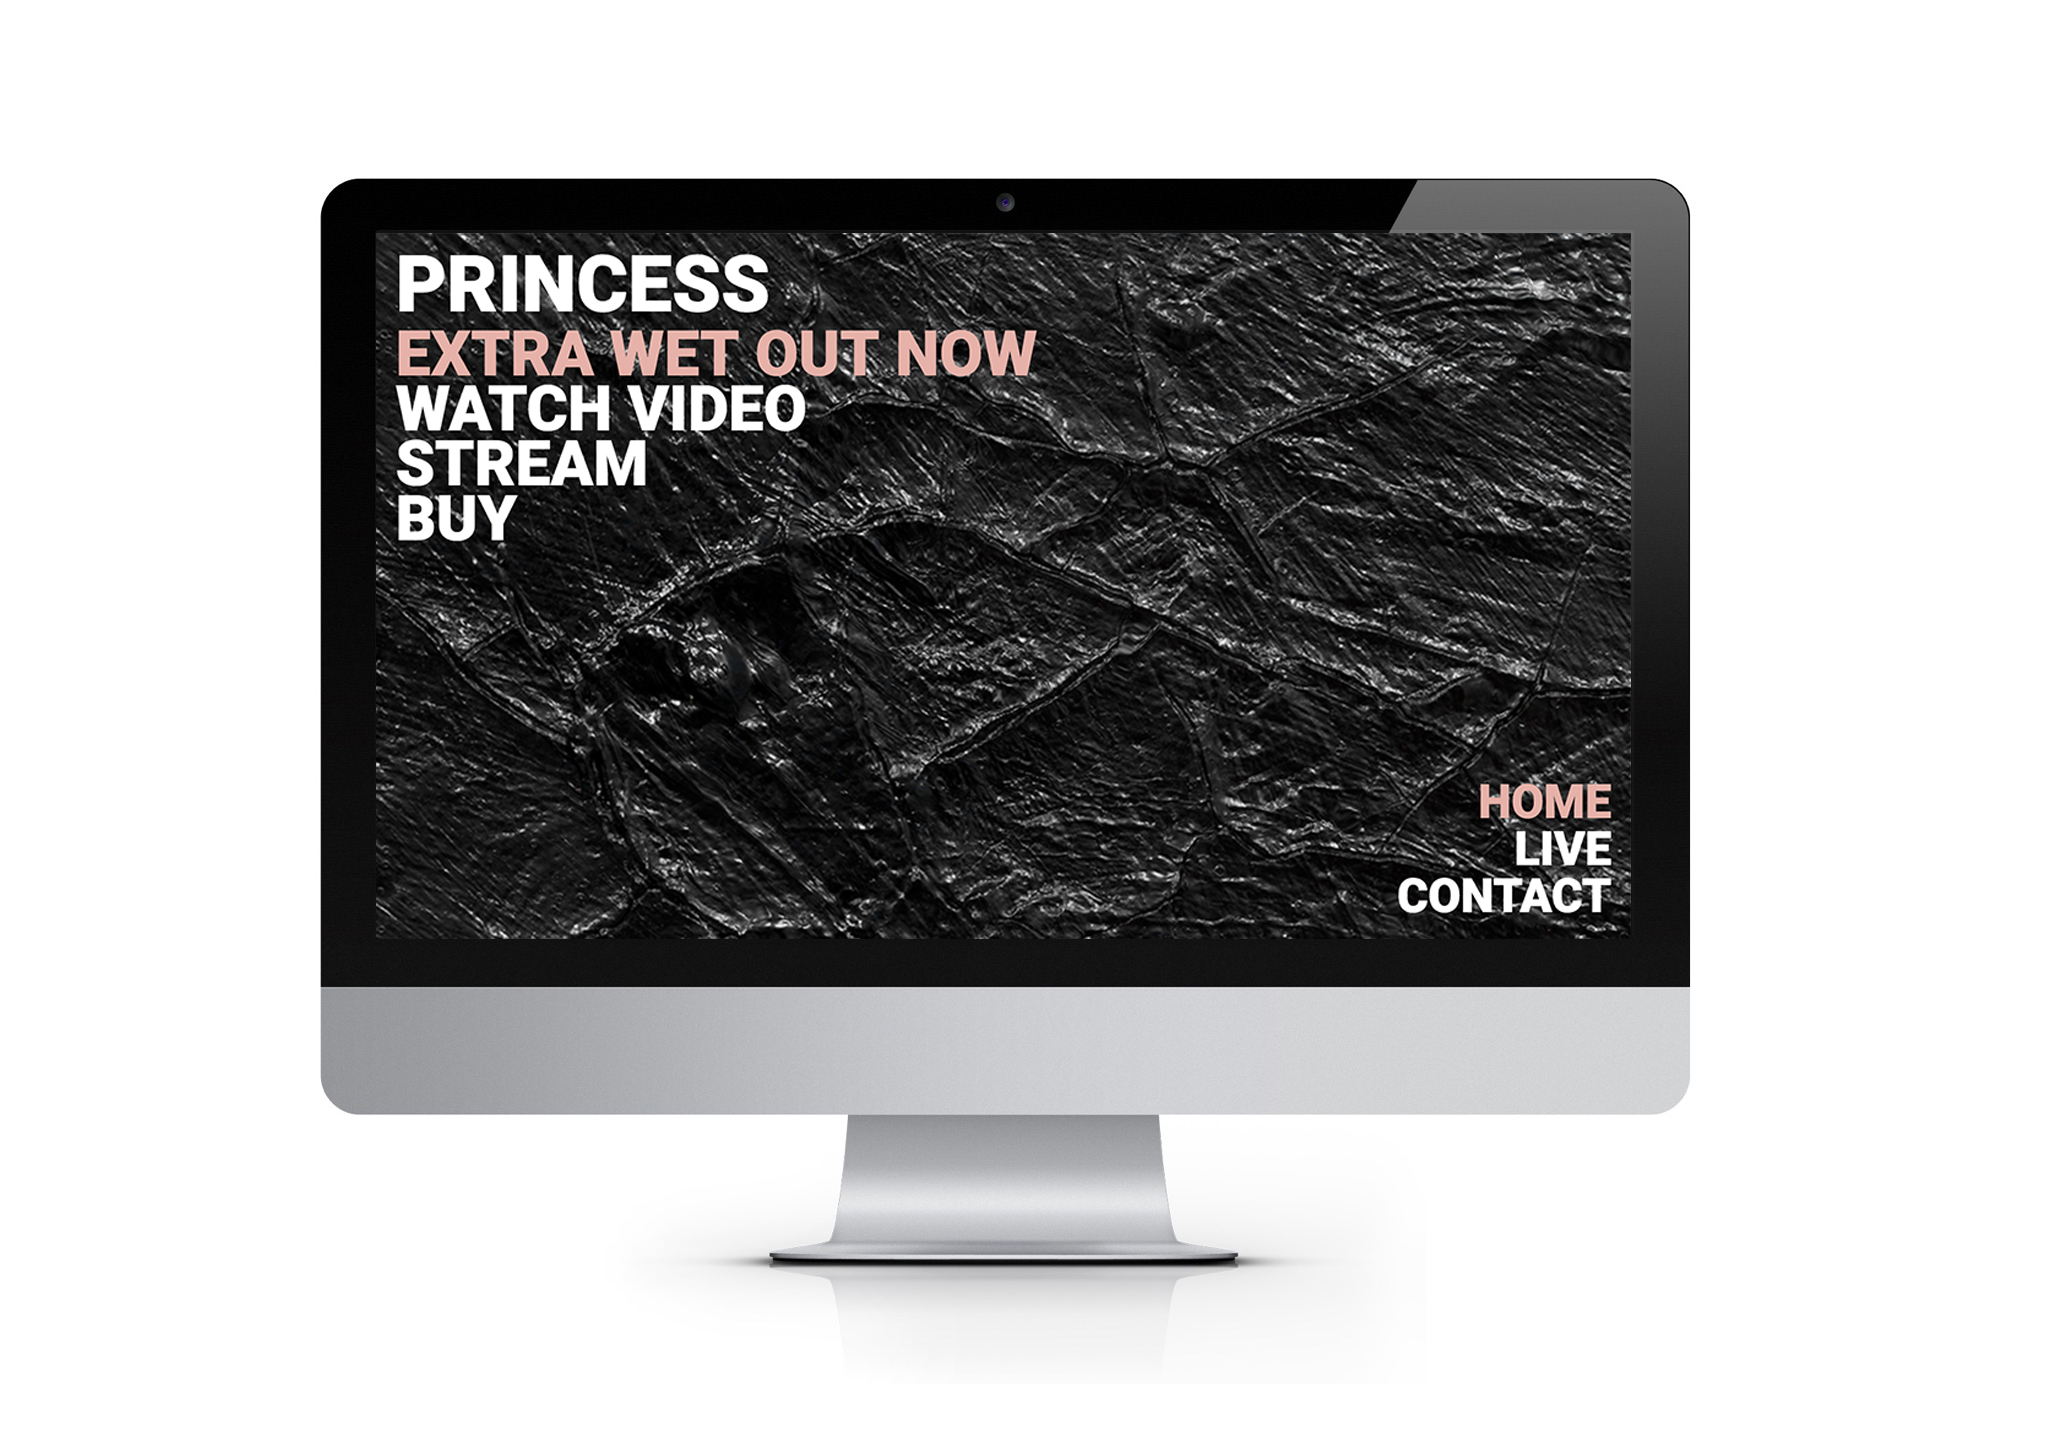 PRINCESS
EXTRA WET OUT NOW
WATCH VIDEO
STREAM
BUY
HOME
LIVE
CONTACT